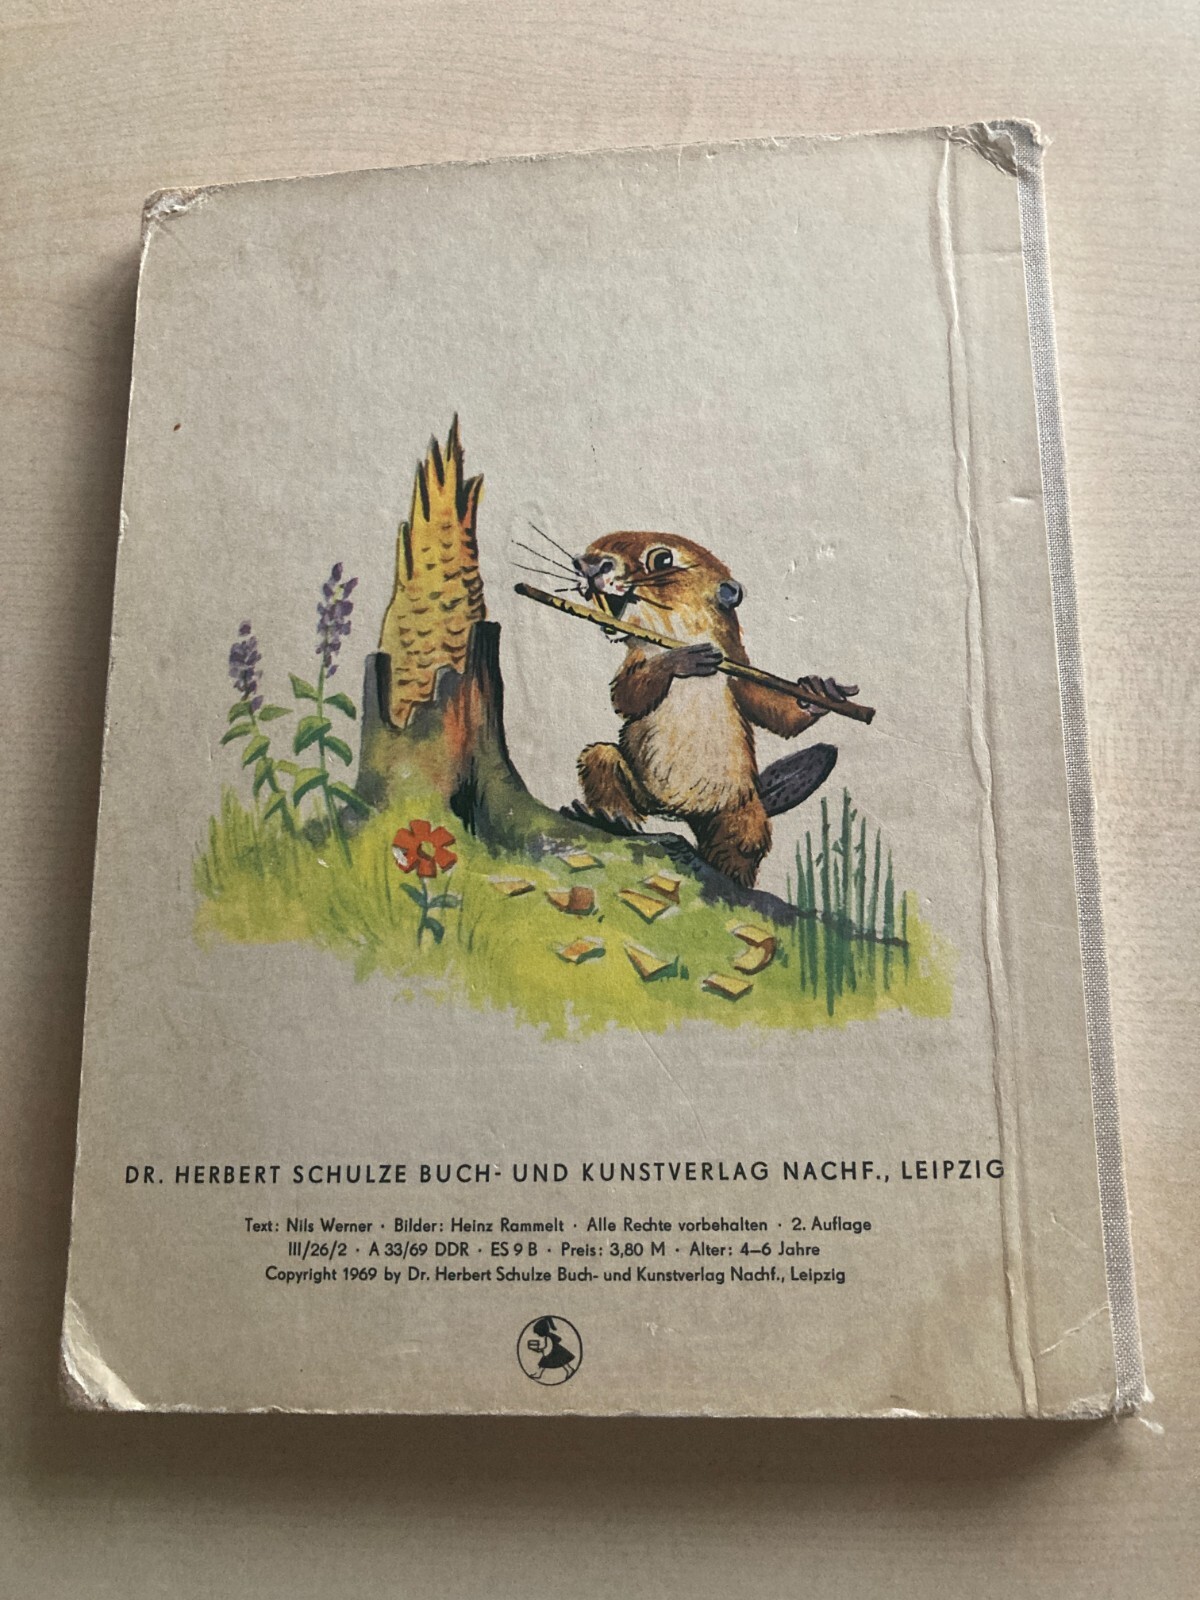 DR. HERBERT SCHULZE BUCH- UND KUNSTVERLAG NACHF., LEIPZIG
Text: Nils Werner · Bilder: Heinz Rammelt · Alle Rechte vorbehalten · 2. Auflage
III/26/2 · A 33/69 DDR · ES 9 B · Preis: 3,80 M · Alter: 4–6 Jahre
Copyright 1969 by Dr. Herbert Schulze Buch- und Kunstverlag Nachf., Leipzig